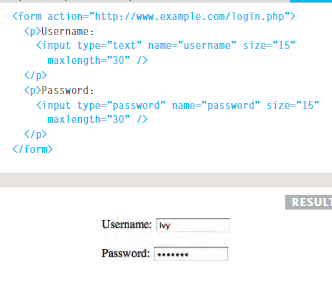 <form action="http://www.example.com/login.php">
<p>Username:
<input type="text" name="username" size="15"
maxlength="30" />
</p>
<p>Password:
<input type="password" name="password" size="15"
maxlength="30" />
</p>
</form>
RESULT
Username: Ivy
Password: •••••••